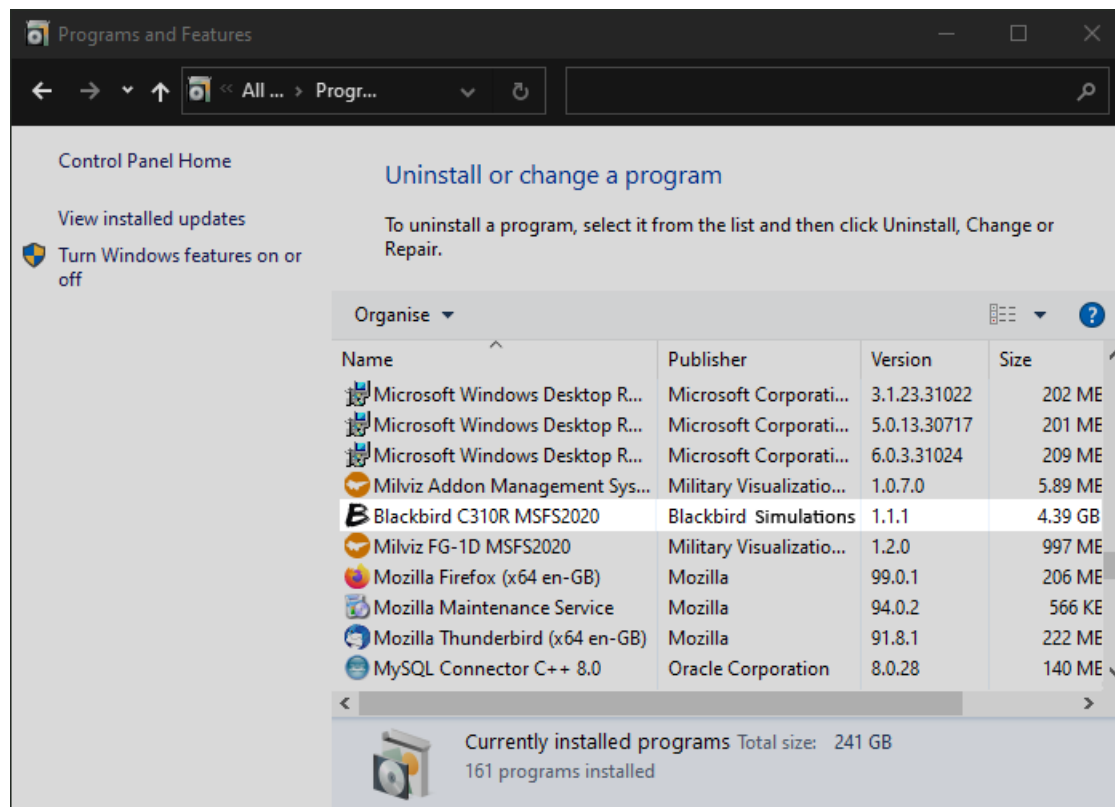 Programs and Features
All ... Progr...
Control Panel Home
View installed updates
Turn Windows features on or
off
Uninstall or change a program
To uninstall a program, select it from the list and then click Uninstall, Change or
Repair.
Organise
Name Publisher Version Size
Microsoft Windows Desktop R... Microsoft Corporati... 3.1.23.31022 202 MB
Microsoft Windows Desktop R... Microsoft Corporati... 5.0.13.30717 201 MB
Microsoft Windows Desktop R... Microsoft Corporati... 6.0.3.31024 209 MB
Milviz Addon Management Sys... Military Visualizatio... 1.0.7.0 5.89 MB
Blackbird C310R MSFS2020 Blackbird Simulations 1.1.1 4.39 GB
Milviz FG-1D MSFS2020 Military Visualizatio... 1.2.0 997 MB
Mozilla Firefox (x64 en-GB) Mozilla 99.0.1 206 MB
Mozilla Maintenance Service Mozilla 94.0.2 566 KB
Mozilla Thunderbird (x64 en-GB) Mozilla 91.8.1 222 MB
MySQL Connector C++ 8.0 Oracle Corporation 8.0.28 140 MB
Currently installed programs Total size: 241 GB
161 programs installed